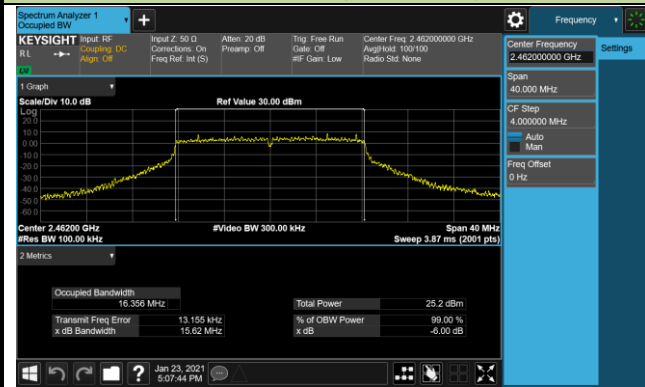 Spectrum Analyzer 1
Occupied BW
Frequency
KEYSIGHT
RL
Input: RF
Coupling: DC
Align: Off
Input Z: 50 Ω
Corrections: On
Freq Ref: Int (S)
Atten: 20 dB
Preamp: Off
Trig: Free Run
Gate: Off
#IF Gain: Low
Center Freq: 2.462000000 GHz
Avg|Hold: 100/100
Radio Std: None
Center Frequency
2.462000000 GHz
Settings
Span
40.000 MHz
CF Step
4.000000 MHz
Auto
Man
Freq Offset
0 Hz
1 Graph
Scale/Div 10.0 dB
Ref Value 30.00 dBm
Log
20.0
10.0
0.00
-10.0
-20.0
-30.0
-40.0
-50.0
-60.0
Center 2.46200 GHz
#Video BW 300.00 kHz
Span 40 MHz
#Res BW 100.00 kHz
Sweep 3.87 ms (2001 pts)
2 Metrics
Occupied Bandwidth
16.356 MHz
Total Power 25.2 dBm
Transmit Freq Error 13.155 kHz
% of OBW Power 99.00 %
x dB Bandwidth 15.62 MHz
x dB -6.00 dB
?
Jan 23, 2021
5:07:44 PM